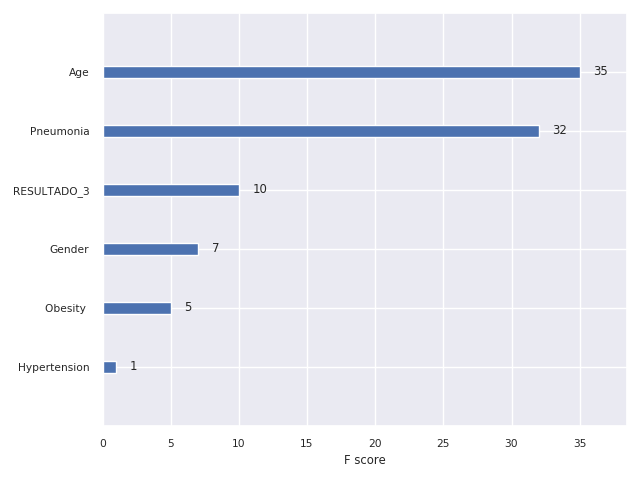 Age 35
Pneumonia 32
RESULTADO_3 10
Gender 7
Obesity 5
Hypertension 1
0 5 10 15 20 25 30 35
F score